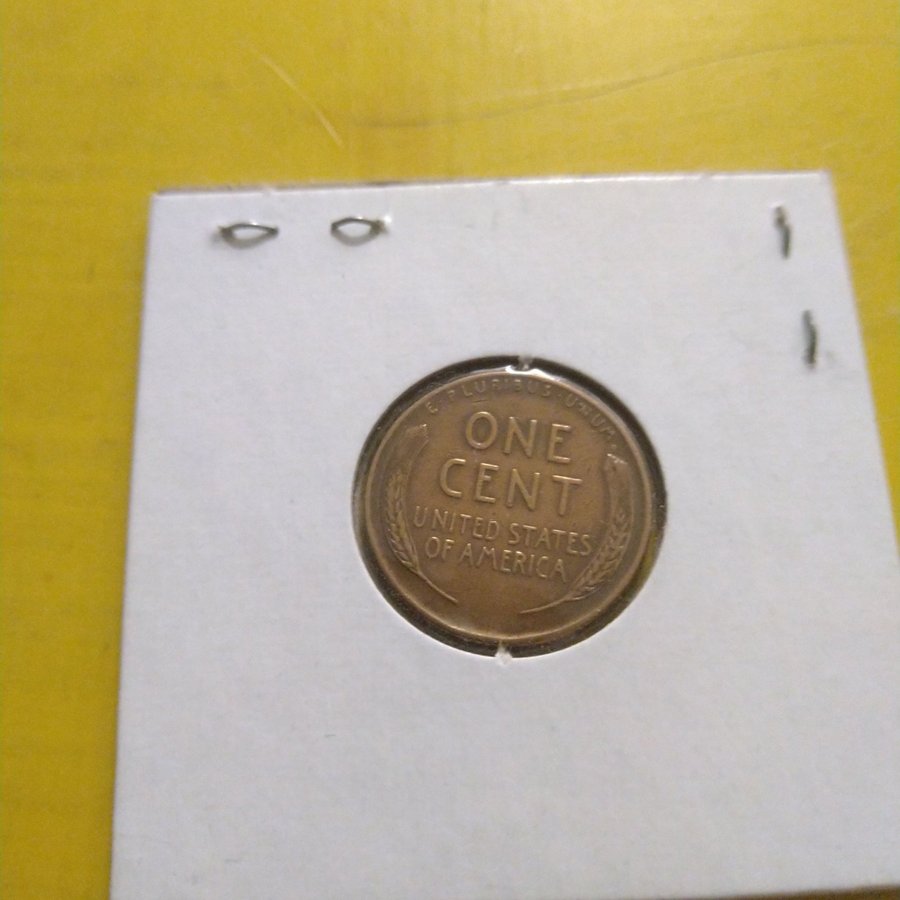 E·PLURIBUS·UNUM
ONE
CENT
UNITED STATES
OF AMERICA